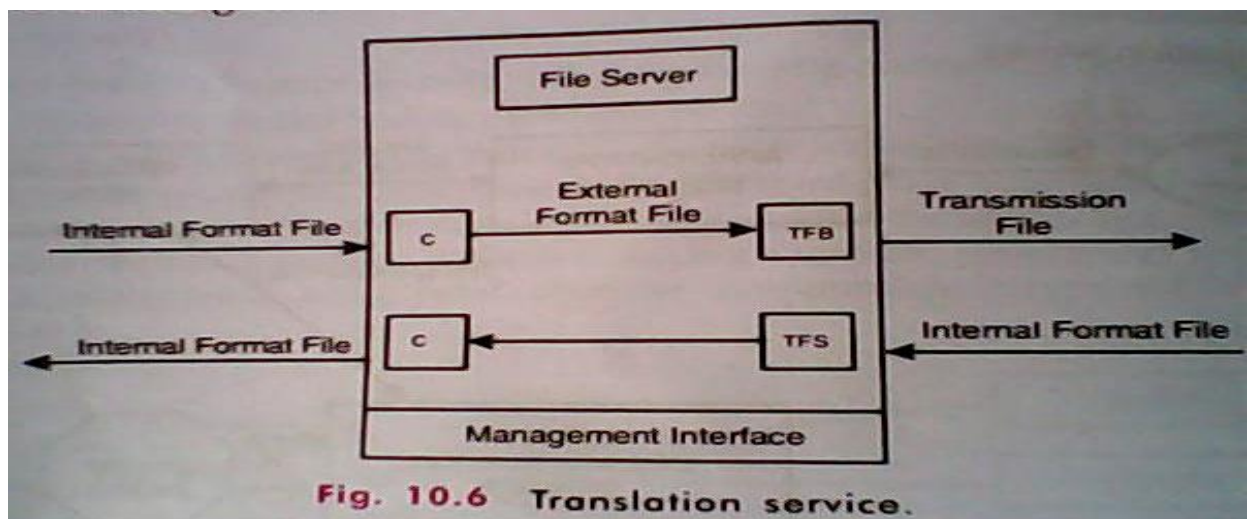 File Server
External
Format File
Transmission
File
Internal Format File
C
TFB
Internal Format File
C
TFS
Internal Format File
Management Interface
Fig. 10.6 Translation service.